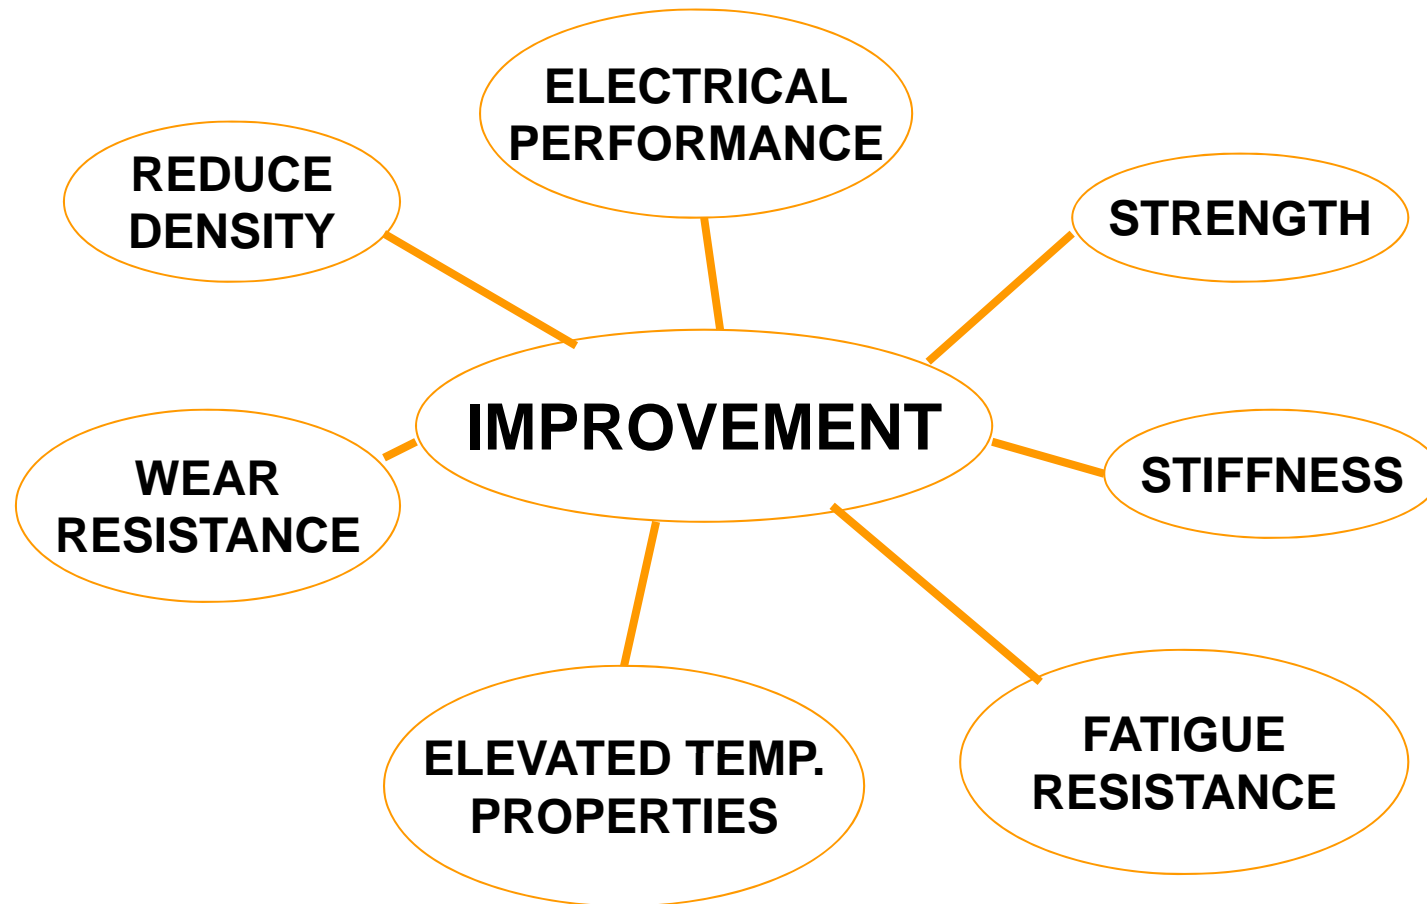 ELECTRICAL
PERFORMANCE
REDUCE
DENSITY
STRENGTH
IMPROVEMENT
WEAR
RESISTANCE
STIFFNESS
ELEVATED TEMP.
PROPERTIES
FATIGUE
RESISTANCE